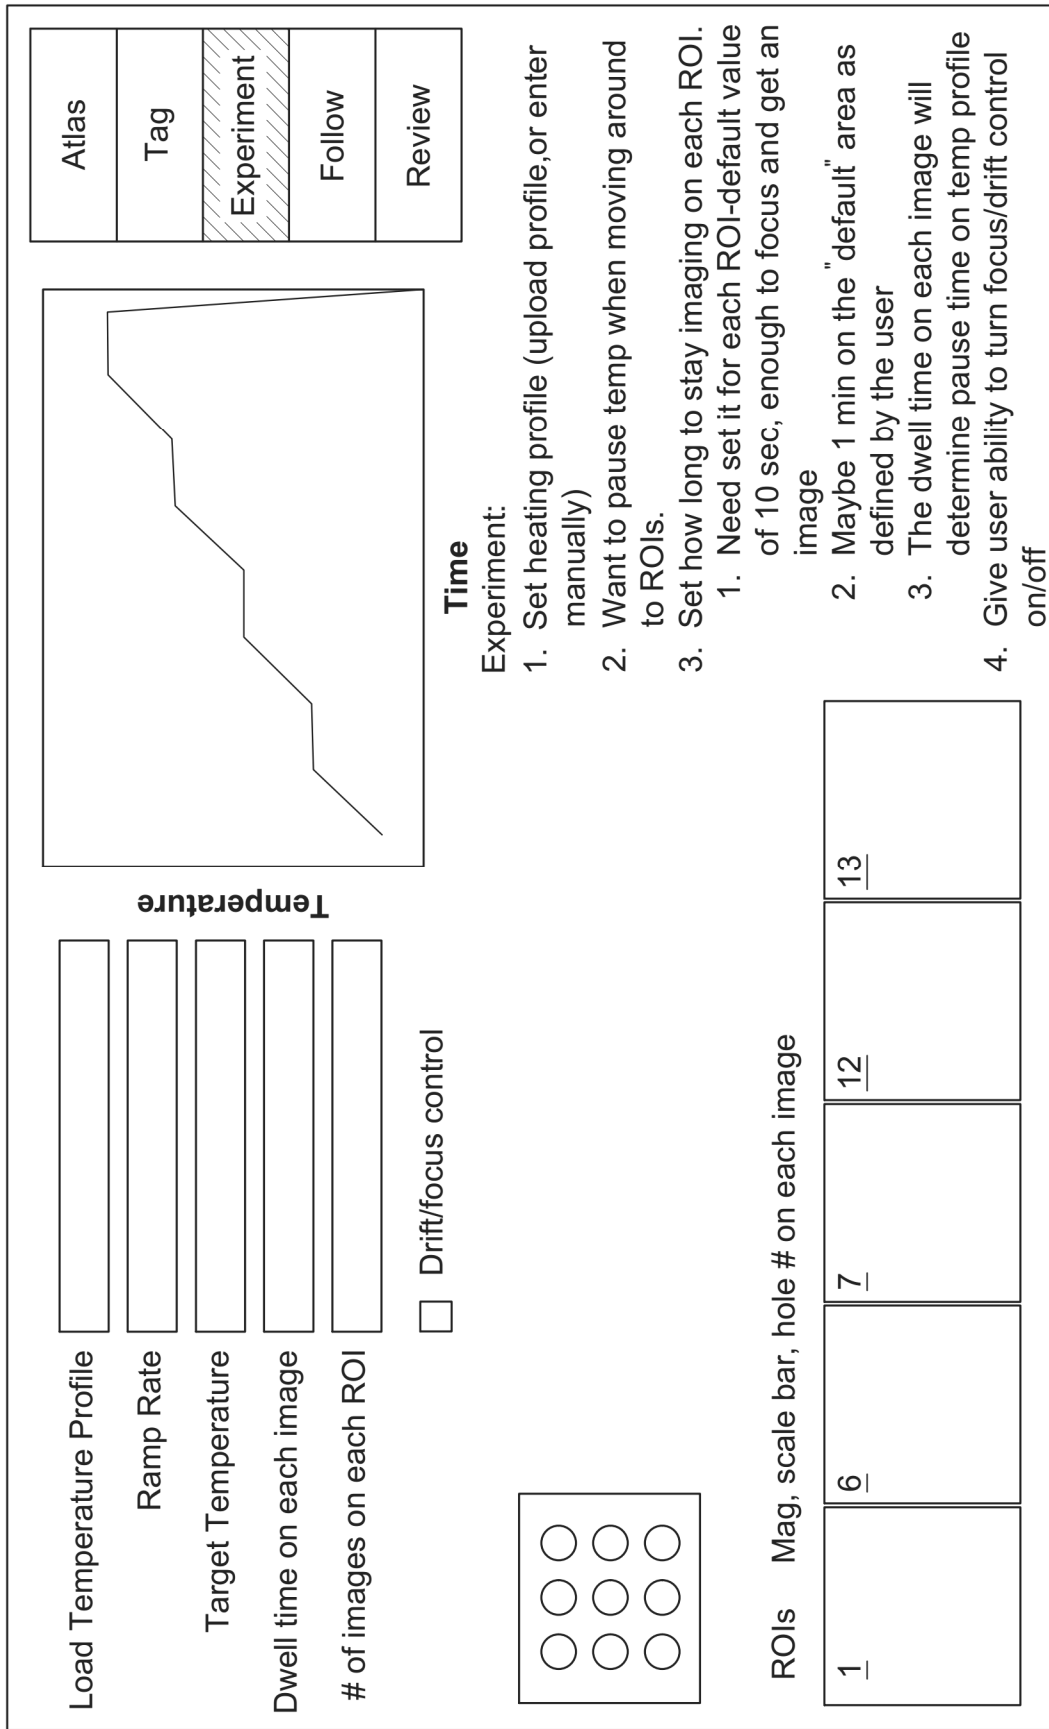 Load Temperature Profile
Ramp Rate
Target Temperature
Dwell time on each image
# of images on each ROI
Drift/focus control
Temperature
Time
Atlas
Tag
Experiment
Follow
Review
Experiment:
1. Set heating profile (upload profile,or enter
manually)
2. Want to pause temp when moving around
to ROIs.
3. Set how long to stay imaging on each ROI.
1. Need set it for each ROI-default value
of 10 sec, enough to focus and get an
image
2. Maybe 1 min on the "default" area as
defined by the user
3. The dwell time on each image will
determine pause time on temp profile
4. Give user ability to turn focus/drift control
on/off
ROIs Mag, scale bar, hole # on each image
1
6
7
12
13